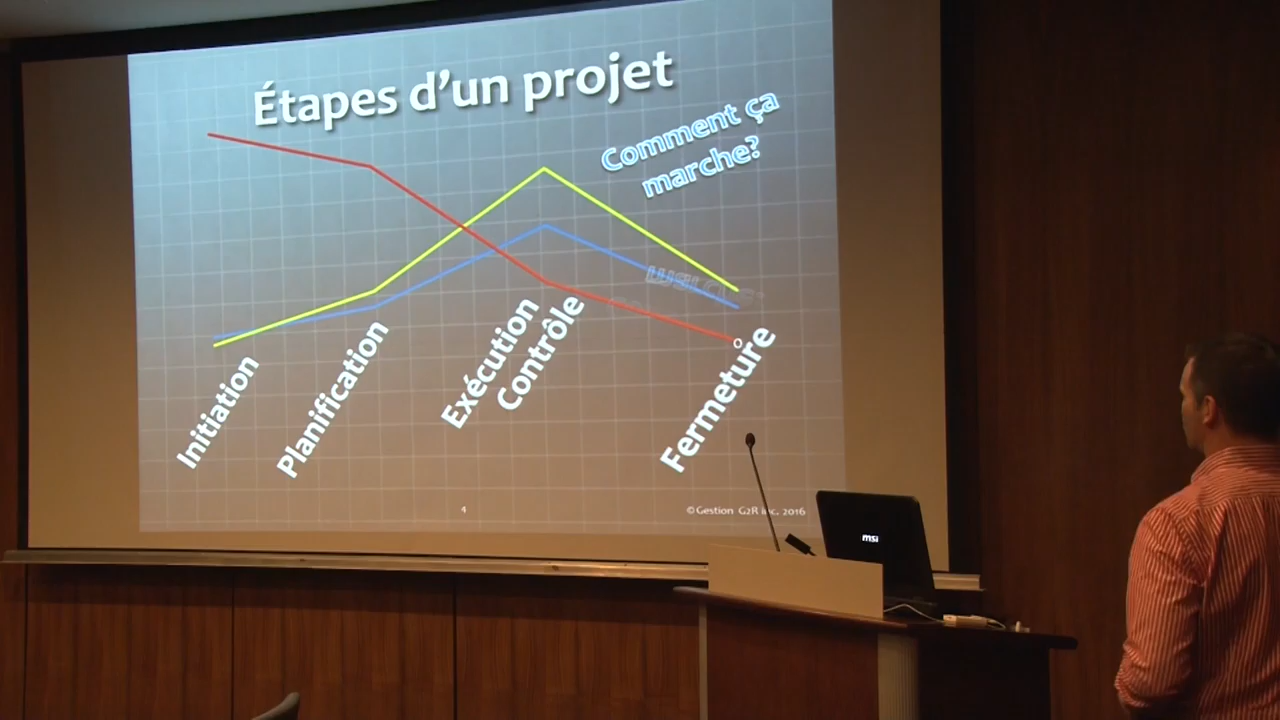 Étapes d'un projet
Comment ça
marche?
Initiation
Planification
Exécution
Contrôle
Fermeture
4
©Gestion G2R inc. 2016
msi